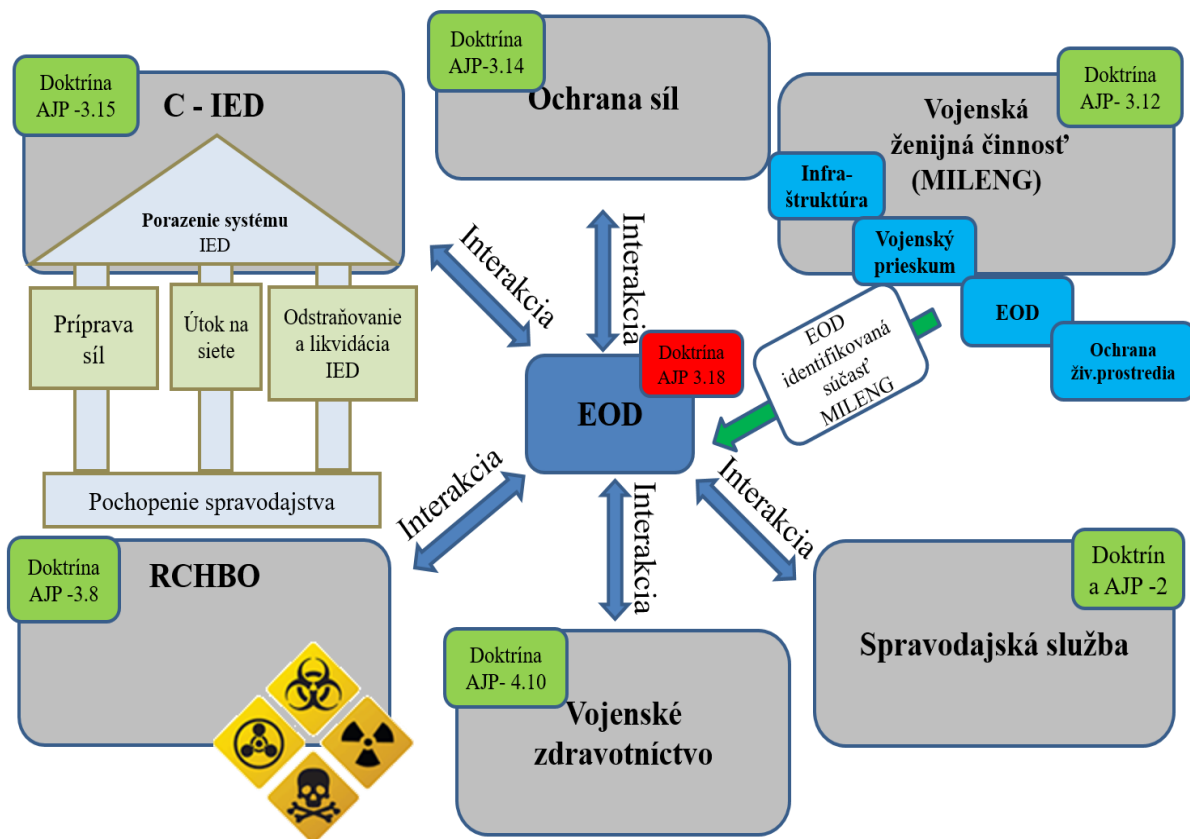 Doktrína
AJP -3.15
C - IED
Porazenie systému
IED
Príprava
síl
Útok na
siete
Odstraňovanie
a likvidácia
IED
Pochopenie spravodajstva
Doktrína
AJP-3.14
Ochrana síl
Doktrína
AJP- 3.12
Vojenská
ženijná činnosť
(MILENG)
Infra-
štruktúra
Vojenský
prieskum
EOD
Ochrana
živ.prostredia
EOD
identifikovaná
súčasť
MILENG
Interakcia
Interakcia
Doktrína
AJP 3.18
EOD
Interakcia
Interakcia
Interakcia
Doktrína
AJP -3.8
RCHBO
Doktrína
AJP- 4.10
Vojenské
zdravotníctvo
Doktrín
a AJP -2
Spravodajská služba